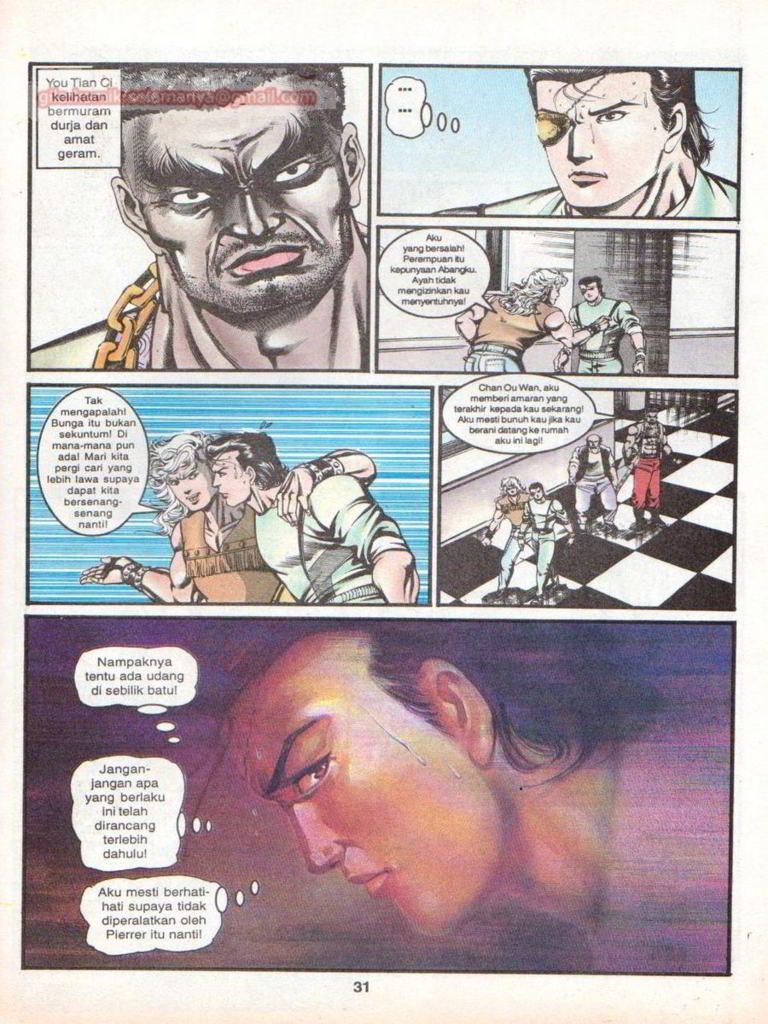 You Tian Ci
kelihatan
bermuram
durja dan
amat
geram.
...
...
Aku
yang bersalah!
Perempuan itu
kepunyaan Abangku.
Ayah tidak
mengizinkan kau
menyentuhnya!
Tak
mengapalah!
Bunga itu bukan
sekuntum! Di
mana-mana pun
ada! Mari kita
pergi cari yang
lebih lawa supaya
dapat kita
bersenang-
senang
nanti!
Chan Ou Wan, aku
memberi amaran yang
terakhir kepada kau sekarang!
Aku mesti bunuh kau jika kau
berani datang ke rumah
aku ini lagi!
Nampaknya
tentu ada udang
di sebilik batu!
Jangan-
jangan apa
yang berlaku
ini telah
dirancang
terlebih
dahulu!
Aku mesti berhati-
hati supaya tidak
diperalatkan oleh
Pierrer itu nanti!
31